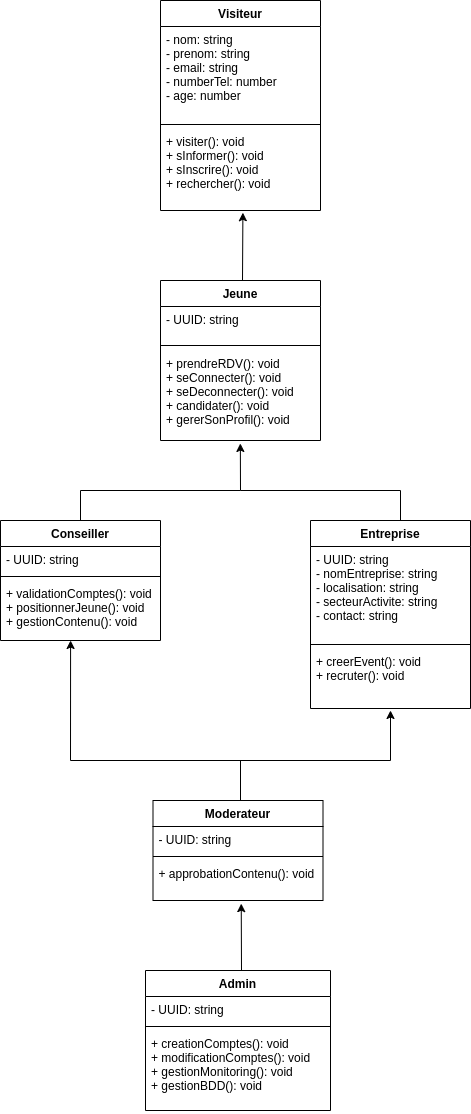 Visiteur
- nom: string
- prenom: string
- email: string
- numberTel: number
- age: number
+ visiter(): void
+ sInformer(): void
+ sInscrire(): void
+ rechercher(): void
Jeune
- UUID: string
+ prendreRDV(): void
+ seConnecter(): void
+ seDeconnecter(): void
+ candidater(): void
+ gererSonProfil(): void
Conseiller
- UUID: string
+ validationComptes(): void
+ positionnerJeune(): void
+ gestionContenu(): void
Entreprise
- UUID: string
- nomEntreprise: string
- localisation: string
- secteurActivite: string
- contact: string
+ creerEvent(): void
+ recruter(): void
Moderateur
- UUID: string
+ approbationContenu(): void
Admin
- UUID: string
+ creationComptes(): void
+ modificationComptes(): void
+ gestionMonitoring(): void
+ gestionBDD(): void